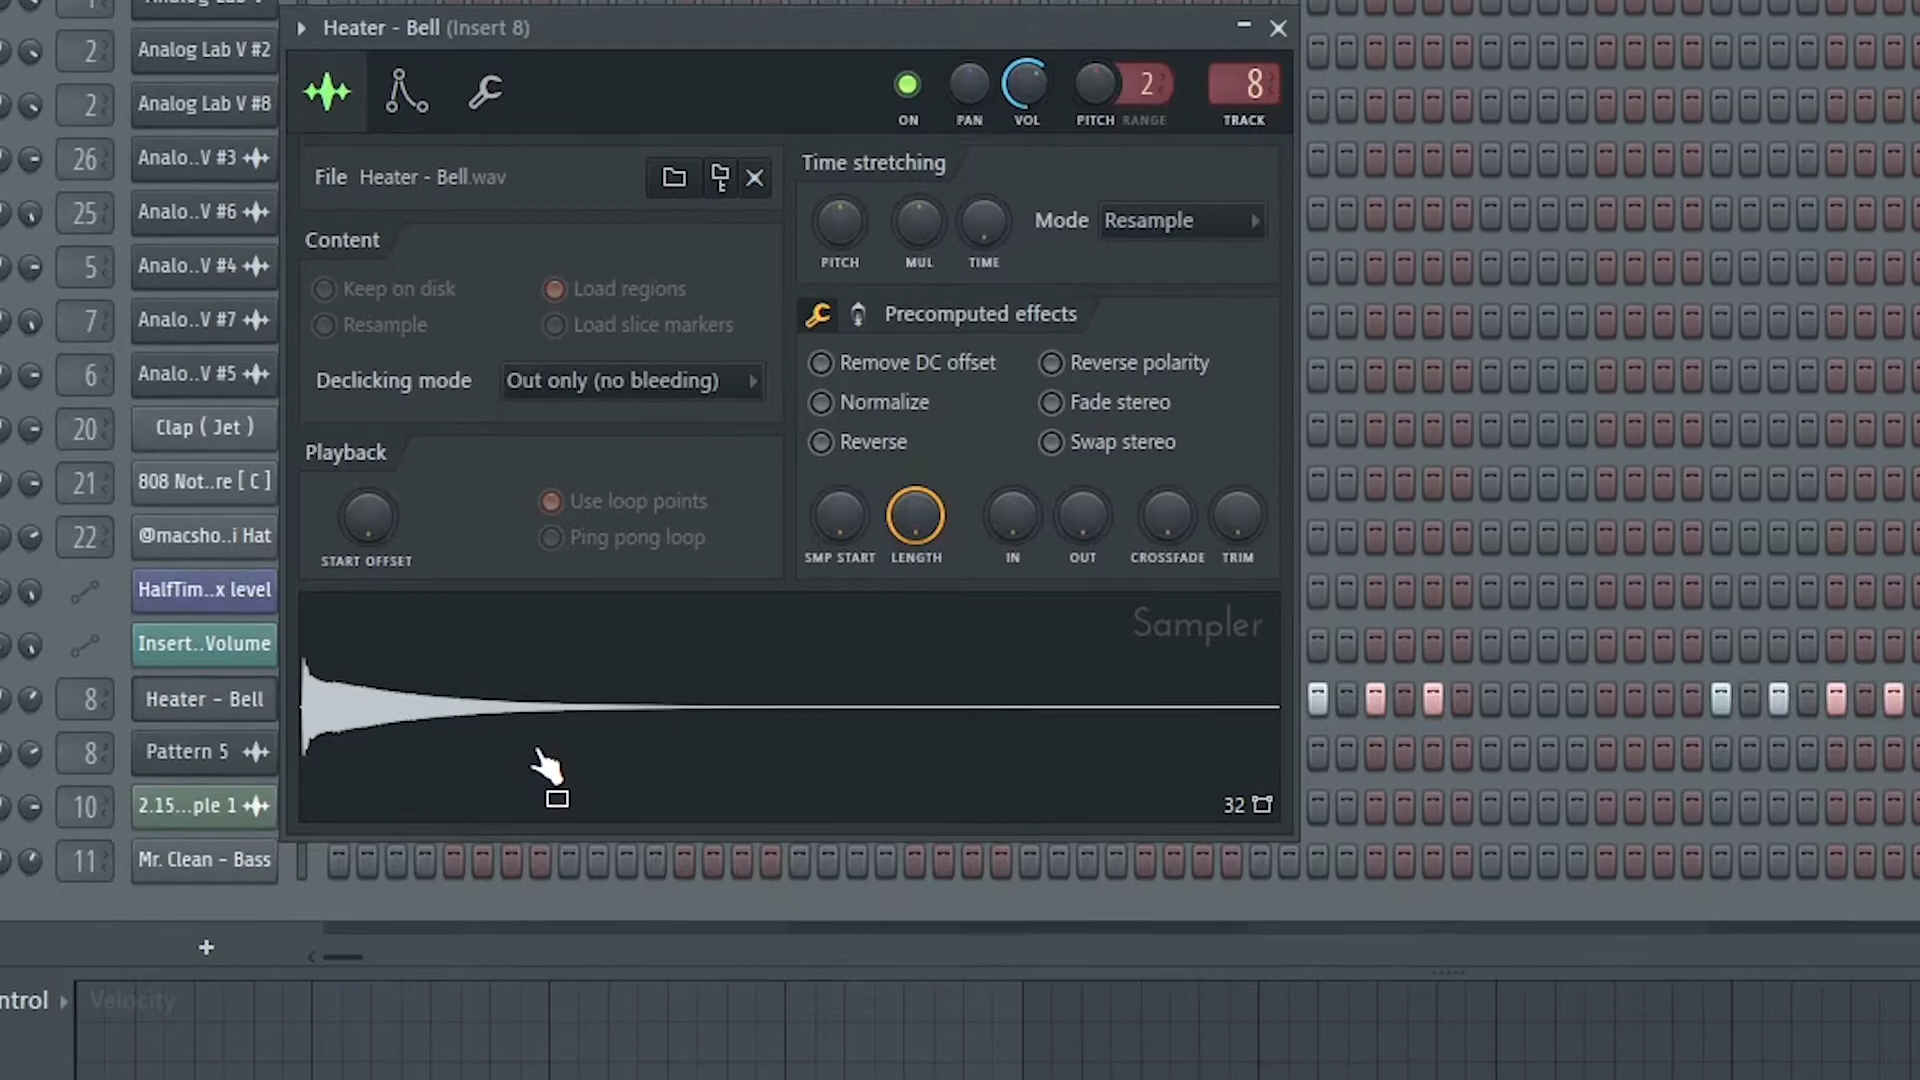 Analog Lab V
Heater - Bell (Insert 8)
2 Analog Lab V #2
2 Analog Lab V #8
2 8
ON PAN VOL PITCH RANGE TRACK
26 Analo..V #3
File Heater - Bell.wav
Time stretching
25 Analo..V #6
Mode Resample
Content
PITCH MUL TIME
5 Analo..V #4
Keep on disk Load regions
Resample Load slice markers
7 Analo..V #7
Precomputed effects
Remove DC offset Reverse polarity
6 Analo..V #5
Declicking mode Out only (no bleeding)
Normalize Fade stereo
20 Clap ( Jet )
Reverse Swap stereo
Playback
21 808 Not..re [ C ]
Use loop points
22 @macsho..i Hat
Ping pong loop
START OFFSET
SMP START LENGTH IN OUT CROSSFADE TRIM
HalfTim..x level
Sampler
Insert..Volume
8 Heater - Bell
8 Pattern 5
10 2.15...ple 1
32
11 Mr. Clean - Bass
+
ntrol Velocity